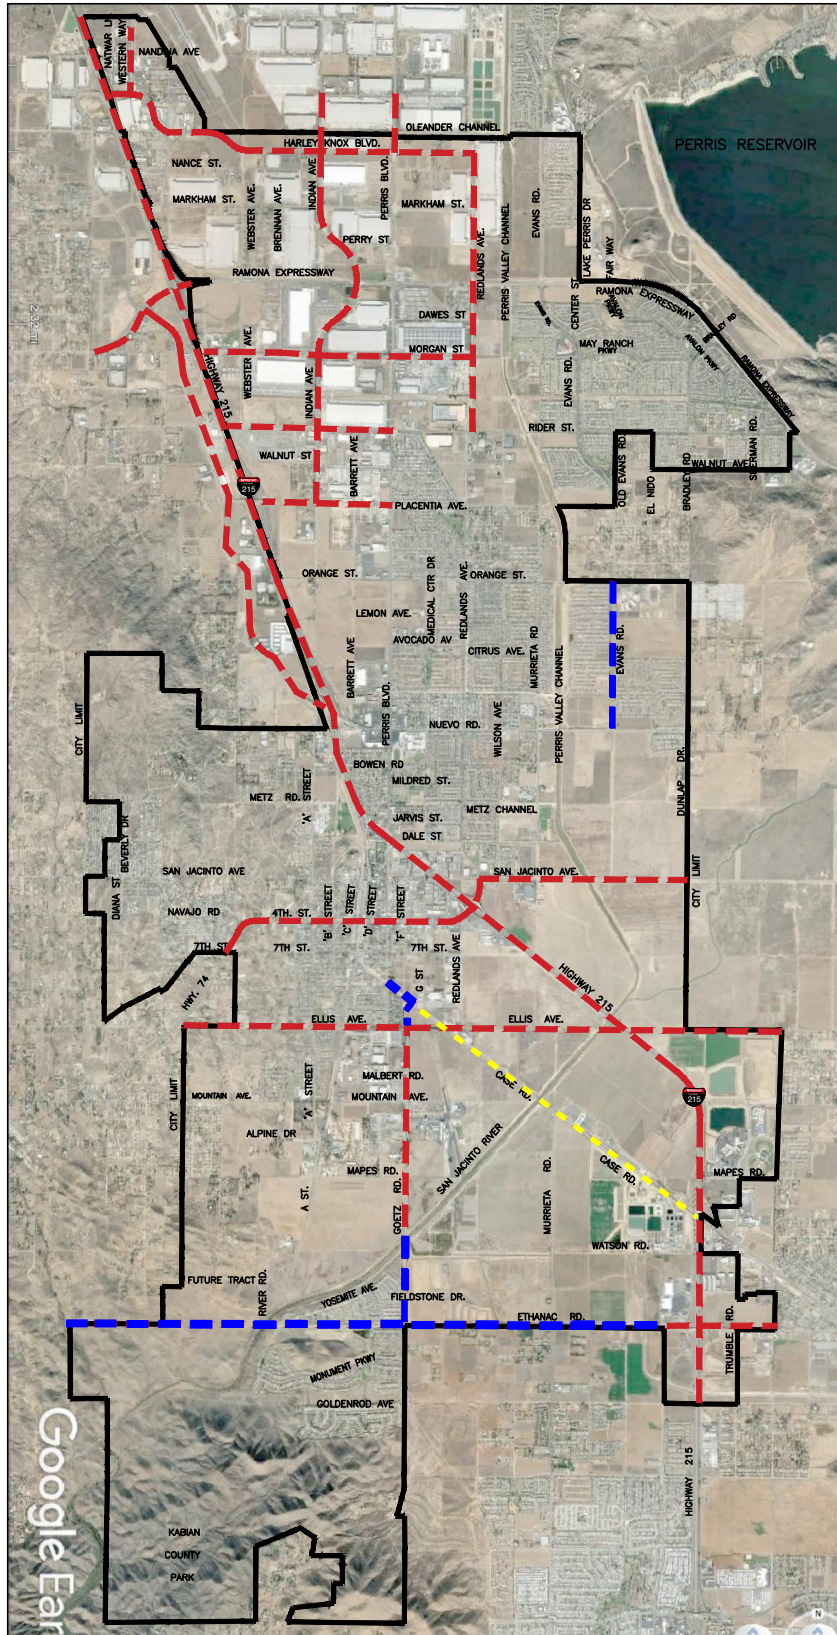 NATWAR LN
WESTERN WAY
NANDINA AVE
PERRIS RESERVOIR
OLEANDER CHANNEL
HARLEY KNOX BLVD.
NANCE ST.
MARKHAM ST.
WEBSTER AVE.
BRENNAN AVE.
INDIAN AVE
PERRIS BLVD.
MARKHAM ST.
PERRY ST
REDLANDS AVE.
PERRIS VALLEY CHANNEL
EVANS RD.
LAKE PERRIS DR
FAIR WAY
RAMONA EXPRESSWAY
CENTER ST
RAMONA EXPRESSWAY
AVALON
PKWY
EVANS RD.
BRADLEY RD
AVALON PKWY
RAMONA EXPRESSWAY
DAWES ST
MORGAN ST
MAY RANCH
PKWY
HIGHWAY 215
WEBSTER AVE.
INDIAN AVE
EVANS RD.
RIDER ST.
WALNUT ST
BARRETT AVE
OLD EVANS RD.
EL NIDO
BRADLEY RD
WALNUT AVE
SHERMAN RD.
215
PLACENTIA AVE.
ORANGE ST.
MEDICAL CTR DR
REDLANDS AVE.
ORANGE ST.
LEMON AVE.
AVOCADO AV
CITRUS AVE.
MURRIETA RD
EVANS RD.
BARRETT AVE
PERRIS BLVD.
NUEVO RD.
WILSON AVE
PERRIS VALLEY CHANNEL
CITY LIMIT
DUNLAP DR.
BOWEN RD
MILDRED ST.
METZ RD.
'A' STREET
METZ CHANNEL
JARVIS ST.
DALE ST
BEVERLY DR
SAN JACINTO AVE
SAN JACINTO AVE.
CITY LIMIT
DIANA ST
NAVAJO RD
4TH. ST.
'B' STREET
'C' STREET
'D' STREET
'F' STREET
7TH. ST
7TH ST.
7TH ST.
REDLANDS AVE
G ST
HWY. 74
HIGHWAY 215
ELLIS AVE.
ELLIS AVE.
CITY LIMIT
MOUNTAIN AVE.
'A' STREET
MALBERT RD.
MOUNTAIN AVE.
CASE RD.
215
ALPINE DR
SAN JACINTO RIVER
MAPES RD.
MURRIETA RD.
CASE RD.
MAPES RD.
A ST.
GOETZ RD.
WATSON RD.
FUTURE TRACT
RIVER RD.
YOSEMITE AVE.
FIELDSTONE DR.
ETHANAC RD.
TRUMBLE RD.
MONUMENT PKWY
GOLDENROD AVE
HIGHWAY 215
Google Ear
KABIAN
COUNTY
PARK
N